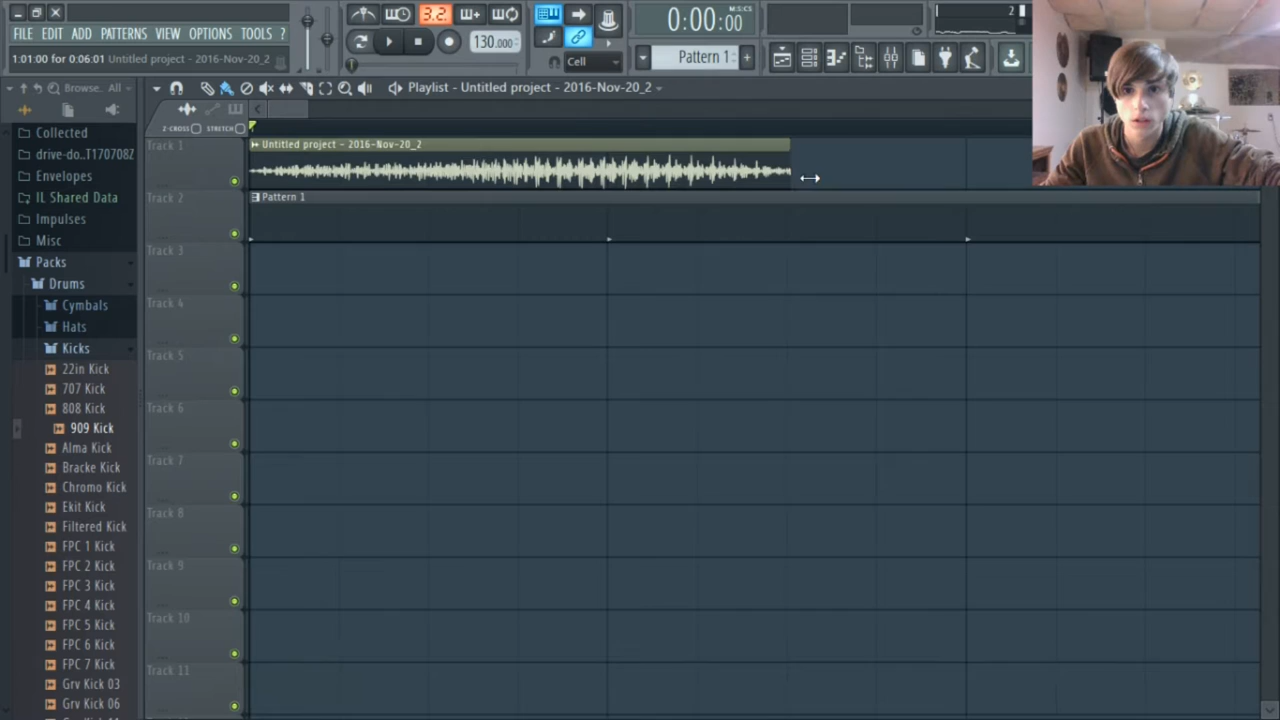 3.2.
0:00:00
M:S:CS
2
FILE EDIT ADD PATTERNS VIEW OPTIONS TOOLS ?
130.000
Cell
Pattern 1
1:01:00 for 0:06:01 Untitled project - 2016-Nov-20_2
Browse.. All
Playlist - Untitled project - 2016-Nov-20_2
Z-CROSS STRETCH
Collected
drive-do..T170708Z
Envelopes
IL Shared Data
Impulses
Misc
Packs
Drums
Cymbals
Hats
Kicks
22in Kick
707 Kick
808 Kick
909 Kick
Alma Kick
Bracke Kick
Chromo Kick
Ekit Kick
Filtered Kick
FPC 1 Kick
FPC 2 Kick
FPC 3 Kick
FPC 4 Kick
FPC 5 Kick
FPC 6 Kick
FPC 7 Kick
Grv Kick 03
Grv Kick 06
Track 1
Untitled project - 2016-Nov-20_2
Track 2
Pattern 1
Track 3
Track 4
Track 5
Track 6
Track 7
Track 8
Track 9
Track 10
Track 11